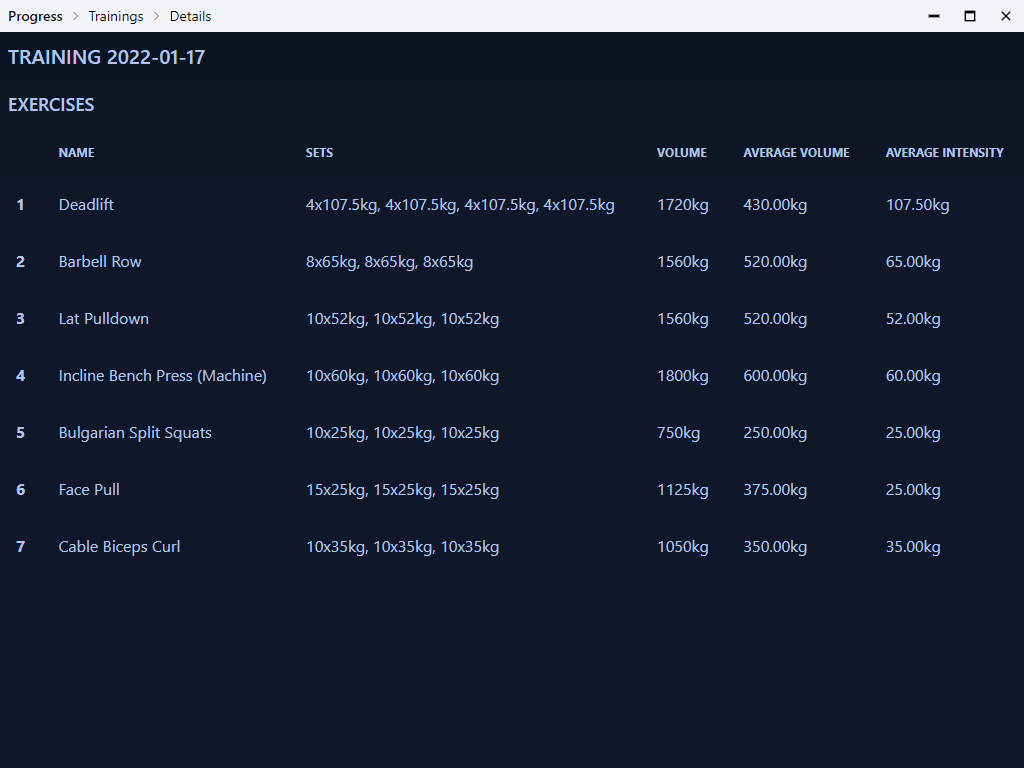 Progress > Trainings > Details
TRAINING 2022-01-17
EXERCISES
NAME SETS VOLUME AVERAGE VOLUME AVERAGE INTENSITY
1 Deadlift 4x107.5kg, 4x107.5kg, 4x107.5kg, 4x107.5kg 1720kg 430.00kg 107.50kg
2 Barbell Row 8x65kg, 8x65kg, 8x65kg 1560kg 520.00kg 65.00kg
3 Lat Pulldown 10x52kg, 10x52kg, 10x52kg 1560kg 520.00kg 52.00kg
4 Incline Bench Press (Machine) 10x60kg, 10x60kg, 10x60kg 1800kg 600.00kg 60.00kg
5 Bulgarian Split Squats 10x25kg, 10x25kg, 10x25kg 750kg 250.00kg 25.00kg
6 Face Pull 15x25kg, 15x25kg, 15x25kg 1125kg 375.00kg 25.00kg
7 Cable Biceps Curl 10x35kg, 10x35kg, 10x35kg 1050kg 350.00kg 35.00kg